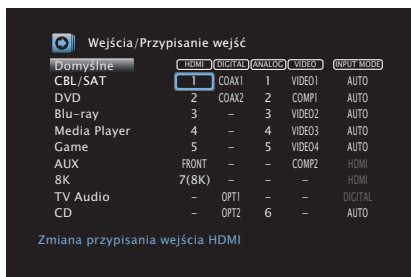 Wejścia/Przypisanie wejść
Domyślne HDMI DIGITAL ANALOG VIDEO INPUT MODE
CBL/SAT 1 COAX1 1 VIDEO1 AUTO
DVD 2 COAX2 2 COMP1 AUTO
Blu-ray 3 – 3 VIDEO2 AUTO
Media Player 4 – 4 VIDEO3 AUTO
Game 5 – 5 VIDEO4 AUTO
AUX FRONT – – COMP2 HDMI
8K 7(8K) – – – HDMI
TV Audio – OPT1 – – DIGITAL
CD – OPT2 6 – AUTO
Zmiana przypisania wejścia HDMI